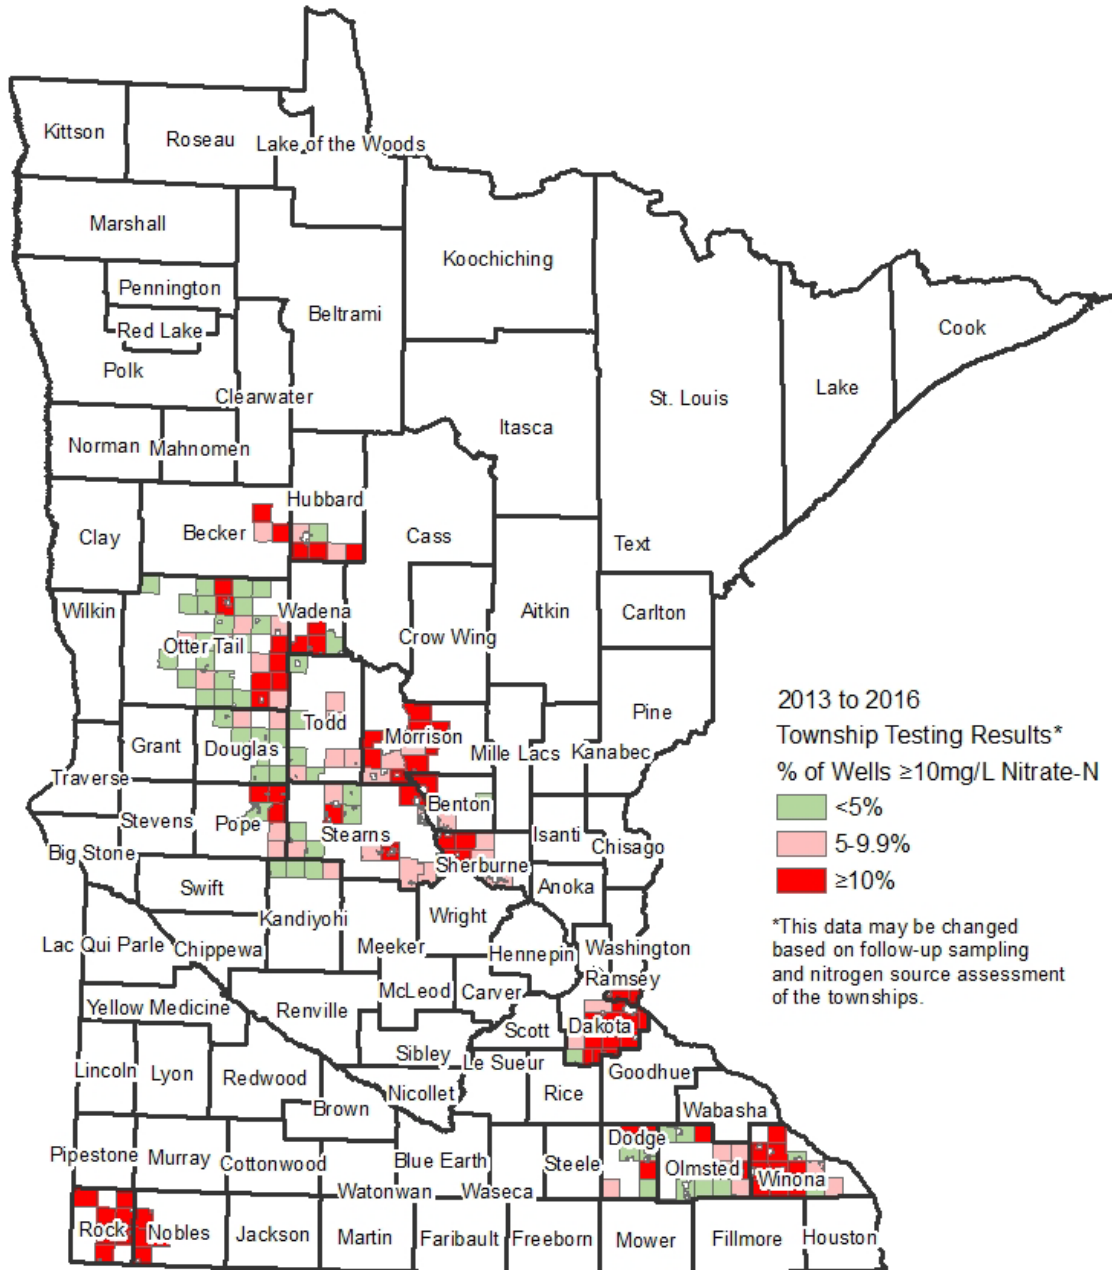 Kittson
Roseau
Lake of the Woods
Marshall
Koochiching
Pennington
Beltrami
Red Lake
Cook
Polk
Clearwater
St. Louis
Lake
Itasca
Norman
Mahnomen
Hubbard
Clay
Becker
Cass
Text
Wilkin
Wadena
Aitkin
Carlton
Otter Tail
Crow Wing
Pine
Todd
Morrison
Grant
Douglas
Mille Lacs
Kanabec
Traverse
Benton
Stevens
Pope
Stearns
Isanti
Chisago
Big Stone
Sherburne
Swift
Anoka
Kandiyohi
Wright
Lac Qui Parle
Chippewa
Meeker
Hennepin
Washington
Ramsey
McLeod
Carver
Yellow Medicine
Renville
Scott
Dakota
Sibley
Le Sueur
Lincoln
Lyon
Redwood
Goodhue
Nicollet
Rice
Brown
Wabasha
Dodge
Pipestone
Murray
Cottonwood
Blue Earth
Steele
Olmsted
Winona
Watonwan
Waseca
Rock
Nobles
Jackson
Martin
Faribault
Freeborn
Mower
Fillmore
Houston
2013 to 2016
Township Testing Results*
% of Wells ≥10mg/L Nitrate-N
<5%
5-9.9%
≥10%
*This data may be changed
based on follow-up sampling
and nitrogen source assessment
of the townships.